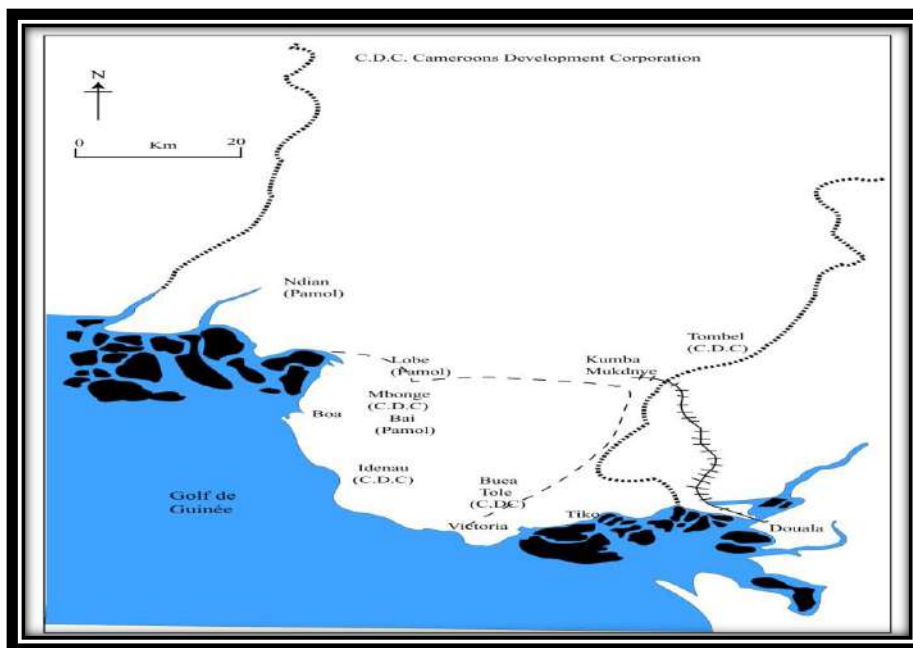 C.D.C. Cameroons Development Corporation
N
0 Km 20
Ndian
(Pamol)
Tombel
(C.D.C)
Lobe
(Pamol)
Kumba
Mukdnye
Mbonge
(C.D.C)
Bai
(Pamol)
Boa
Idenau
(C.D.C)
Buea
Tole
(C.DC)
Golf de
Guinée
Tiko
Victoria
Douala